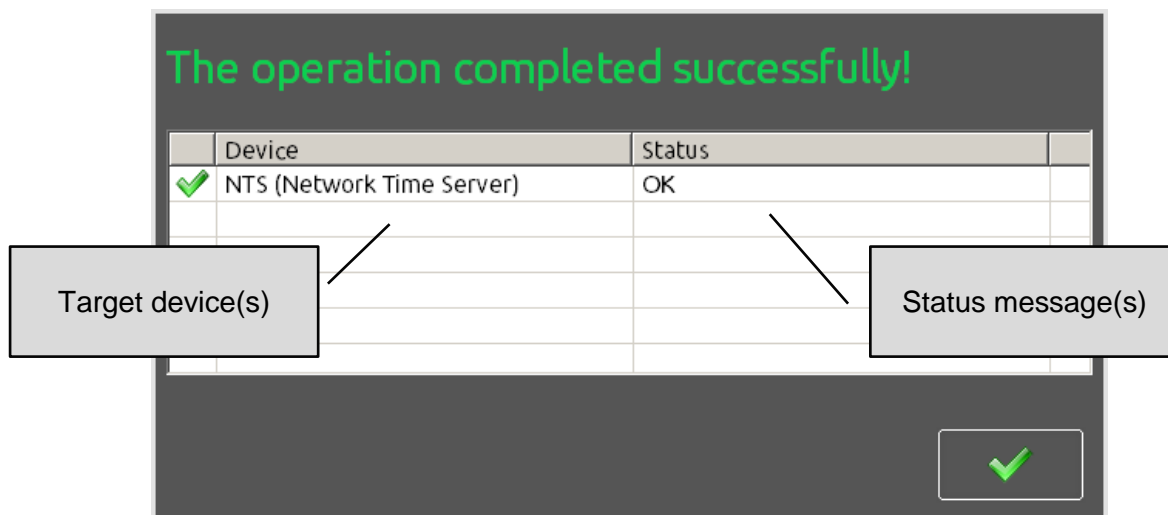 The operation completed successfully!
Device Status
NTS (Network Time Server) OK
Target device(s)
Status message(s)